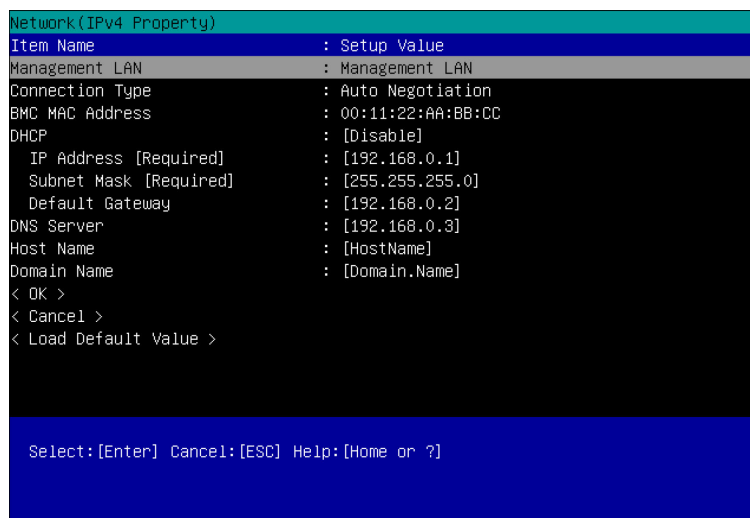 Network(IPv4 Property)
Item Name : Setup Value
Management LAN : Management LAN
Connection Type : Auto Negotiation
BMC MAC Address : 00:11:22:AA:BB:CC
DHCP : [Disable]
IP Address [Required] : [192.168.0.1]
Subnet Mask [Required] : [255.255.255.0]
Default Gateway : [192.168.0.2]
DNS Server : [192.168.0.3]
Host Name : [HostName]
Domain Name : [Domain.Name]
< OK >
< Cancel >
< Load Default Value >
Select:[Enter] Cancel:[ESC] Help:[Home or ?]